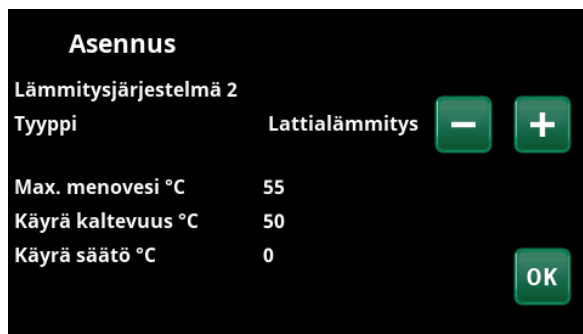 Asennus
Lämmitysjärjestelmä 2
Tyyppi Lattialämmitys − +
Max. menovesi °C 55
Käyrä kaltevuus °C 50
Käyrä säätö °C 0
OK